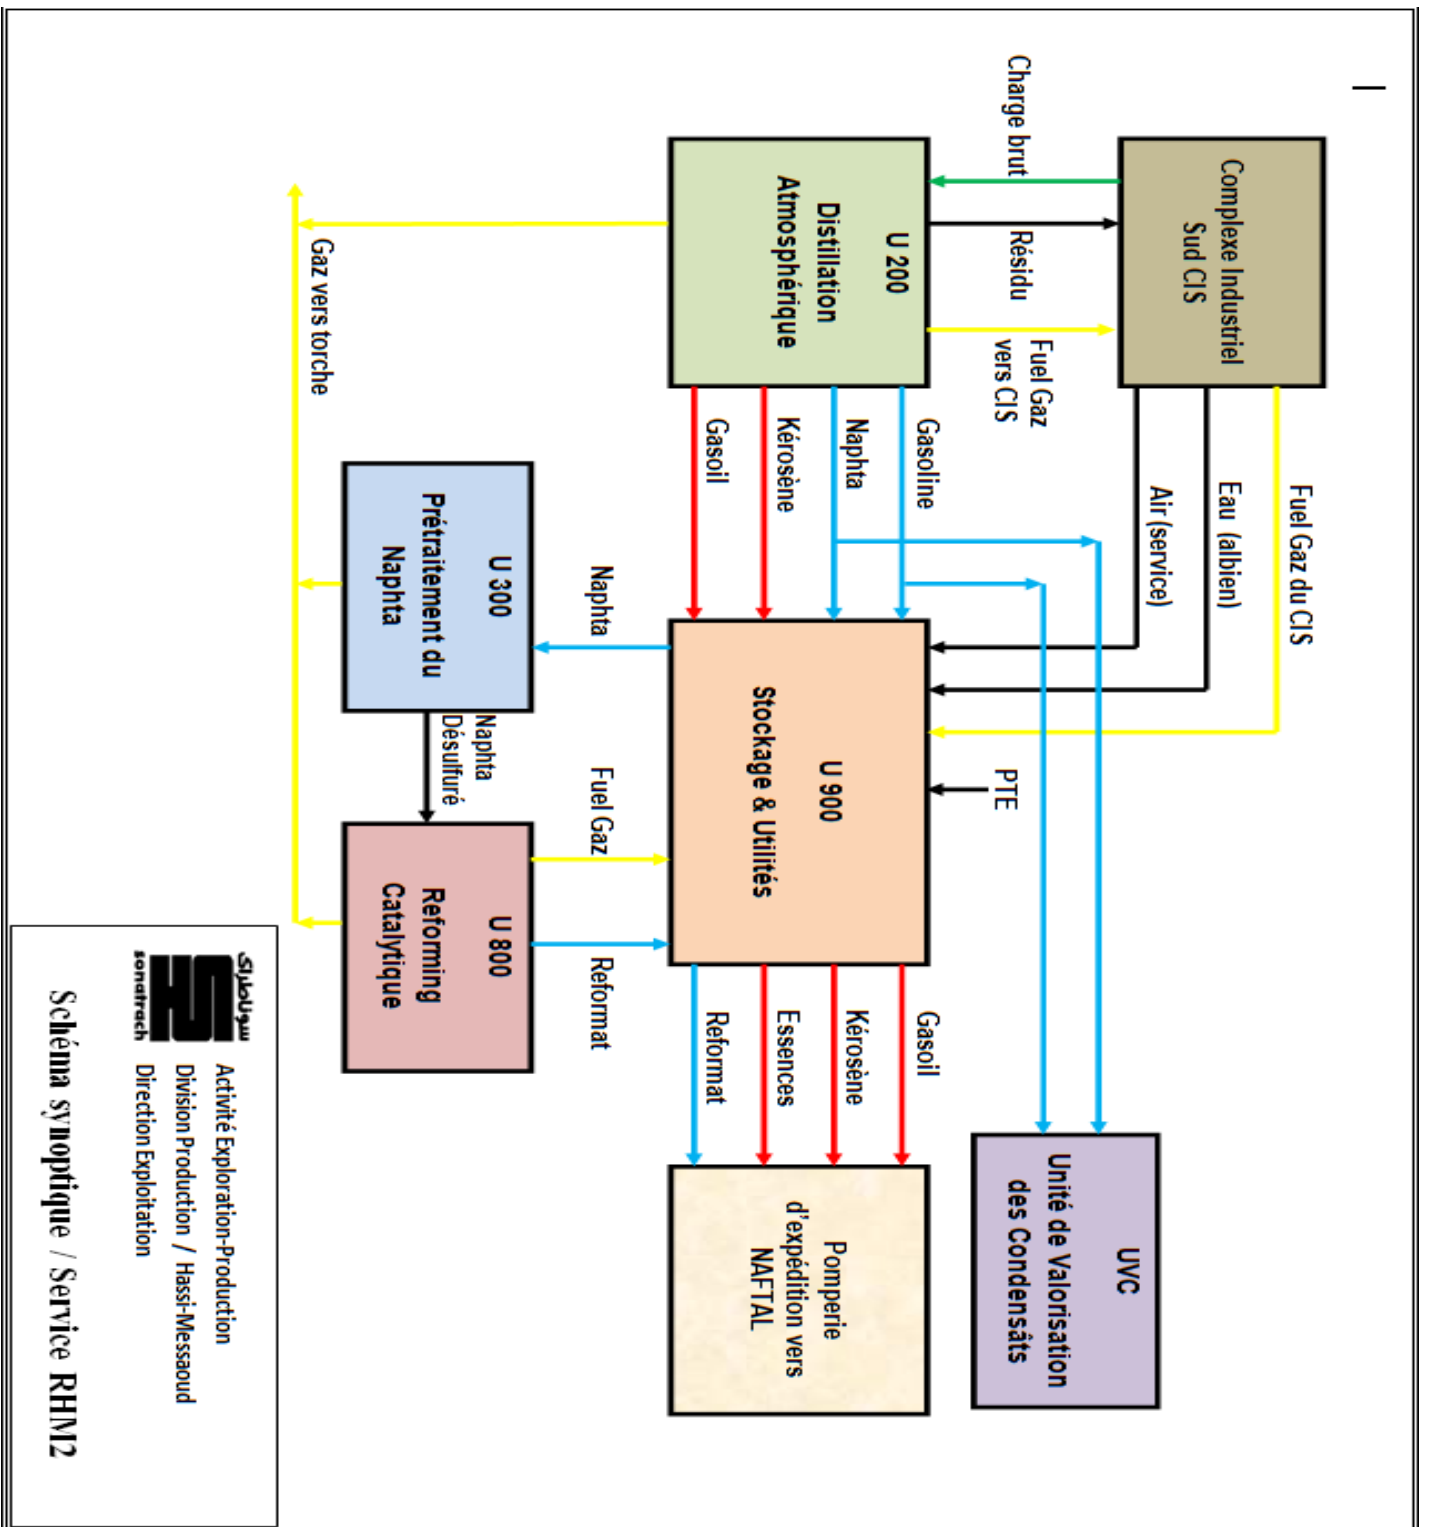 Complexe Industriel
Sud CIS
Fuel Gaz du CIS
Eau (albien)
Air (service)
UVC
Unité de Valorisation
des Condensâts
Charge brut
Résidu
Fuel Gaz
vers CIS
PTE
U 200
Distillation
Atmosphérique
Gasoline
Naphta
Kérosène
Gasoil
U 900
Stockage & Utilités
Gasoil
Kérosène
Essences
Reformat
Pomperie
d'expédition vers
NAFTAL
Naphta
Fuel Gaz
Reformat
U 300
Prétraitement du
Naphta
Naphta
Désulfuré
U 800
Reforming
Catalytique
Gaz vers torche
سوناطراك
sonatrach
Activité Exploration-Production
Division Production / Hassi-Messaoud
Direction Exploitation
Schéma synoptique / Service RHM2